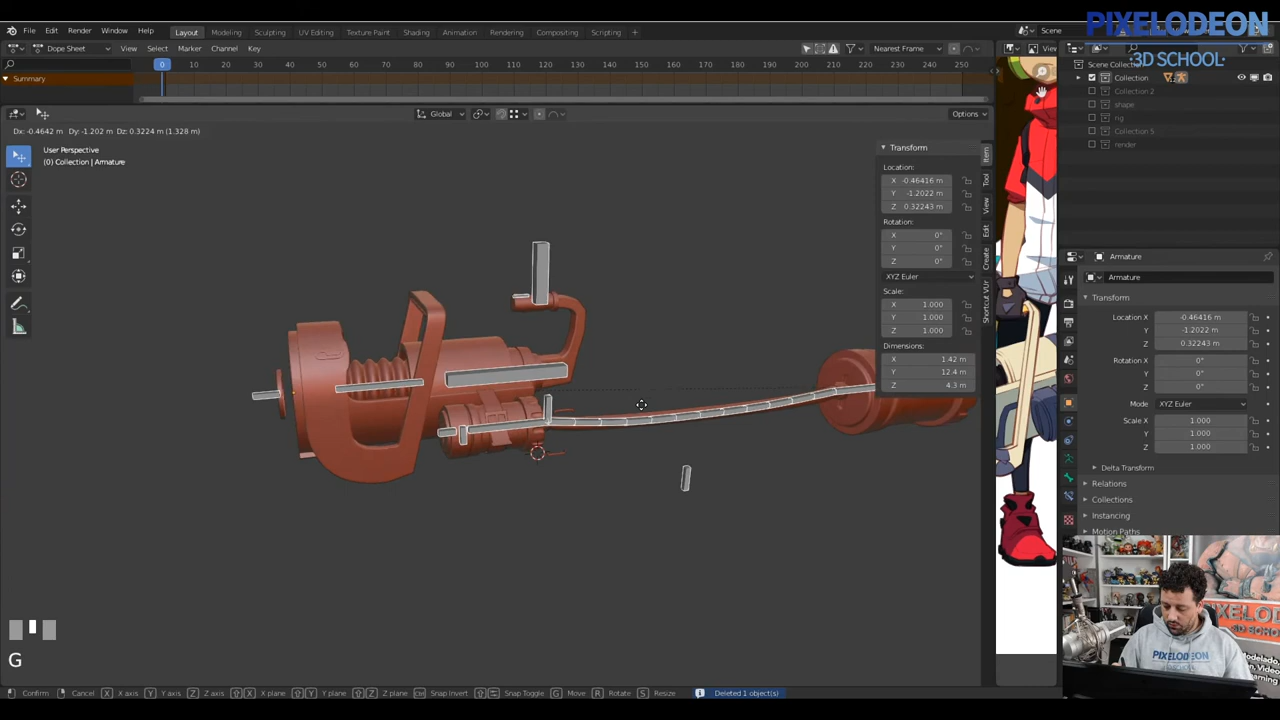 PIXELODEON
·3D SCHOOL·
File Edit Render Window Help Layout Modeling Sculpting UV Editing Texture Paint Shading Animation Rendering Compositing Scripting + Scene
Dope Sheet View Select Marker Channel Key Nearest Frame View
0 10 20 30 40 50 60 70 80 90 100 110 120 130 140 150 160 170 180 190 200 210 220 230 240 250
Summary
Scene Collection
Collection
Collection 2
shape
rig
Collection 5
render
Global Options
Dx: -0.4642 m Dy: -1.202 m Dz: 0.3224 m (1.328 m)
User Perspective
(0) Collection | Armature
Transform
Location:
X -0.46416 m
Y -1.2022 m
Z 0.32243 m
Rotation:
X 0°
Y 0°
Z 0°
XYZ Euler
Scale:
X 1.000
Y 1.000
Z 1.000
Dimensions:
X 1.42 m
Y 12.4 m
Z 4.3 m
Item
Tool
View
Edit
Create
Shortcut VUr
Armature
Armature
Transform
Location X -0.46416 m
Y -1.2022 m
Z 0.32243 m
Rotation X 0°
Y 0°
Z 0°
Mode XYZ Euler
Scale X 1.000
Y 1.000
Z 1.000
Delta Transform
Relations
Collections
Instancing
Motion Paths
G
Confirm Cancel X X axis Y Y axis Z Z axis X X plane Y Y plane Z Z plane Snap Invert Snap Toggle G Move R Rotate S Resize Deleted 1 object(s)
PIXELODEON
3D SCHOOL